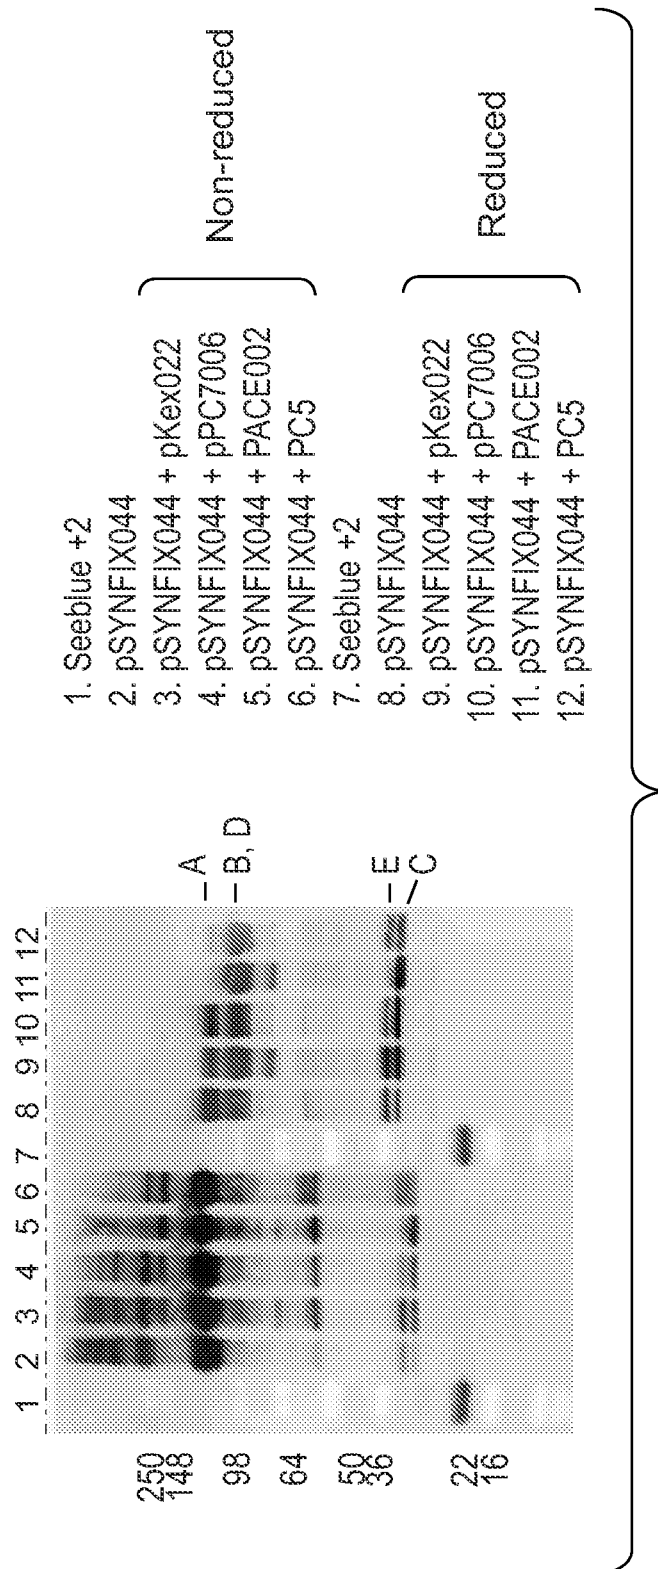 1 2 3 4 5 6 7 8 9 10 11 12
250
148
98
64
50
36
22
16
A
B, D
E
C
1. Seeblue +2
2. pSYNFIX044
3. pSYNFIX044 + pKex022
4. pSYNFIX044 + pPC7006
5. pSYNFIX044 + PACE002
6. pSYNFIX044 + PC5
7. Seeblue +2
8. pSYNFIX044
9. pSYNFIX044 + pKex022
10. pSYNFIX044 + pPC7006
11. pSYNFIX044 + PACE002
12. pSYNFIX044 + PC5
Non-reduced
Reduced